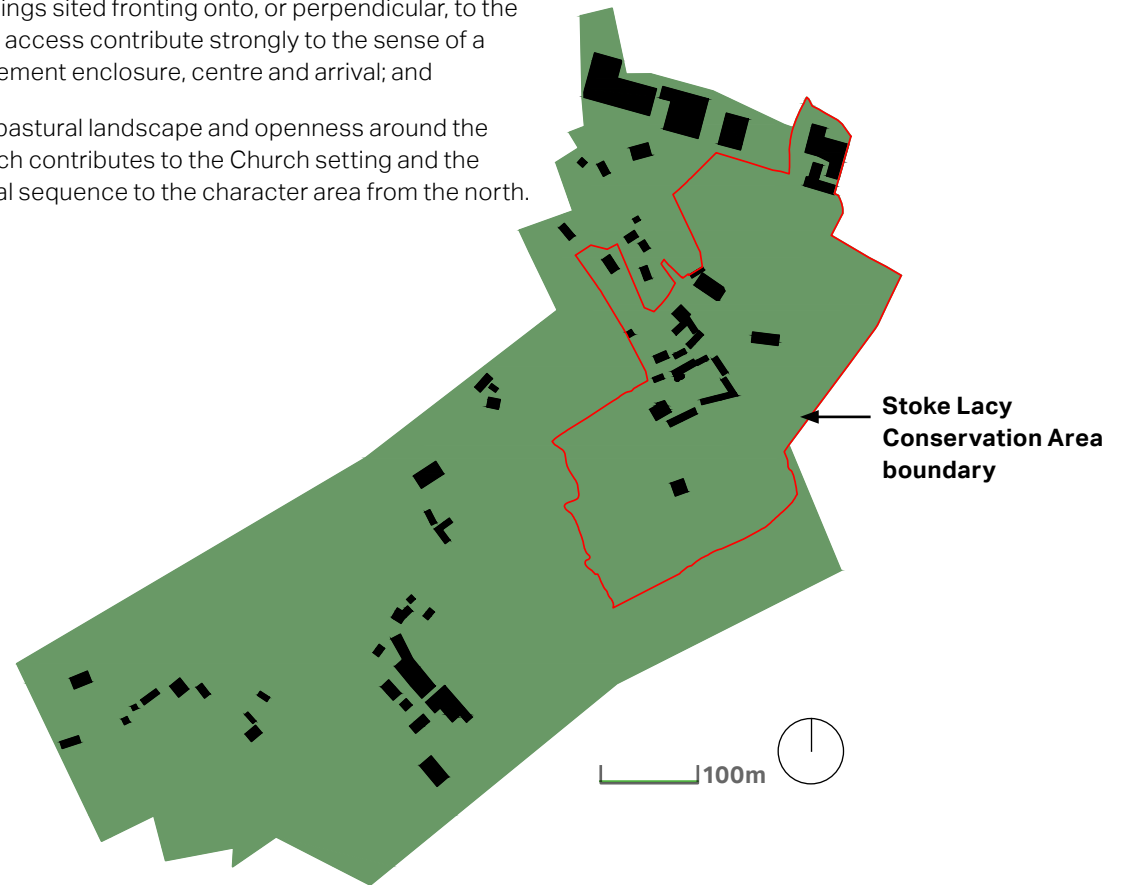 ings sited fronting onto, or perpendicular, to the
access contribute strongly to the sense of a
ement enclosure, centre and arrival; and
pastural landscape and openness around the
ch contributes to the Church setting and the
al sequence to the character area from the north.
Stoke Lacy
Conservation Area
boundary
100m